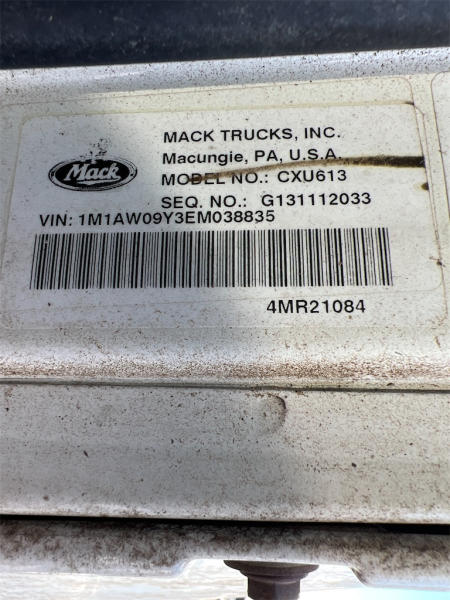 Mack
MACK TRUCKS, INC.
Macungie, PA, U.S.A.
MODEL NO.: CXU613
SEQ. NO.: G131112033
VIN: 1M1AW09Y3EM038835
4MR21084